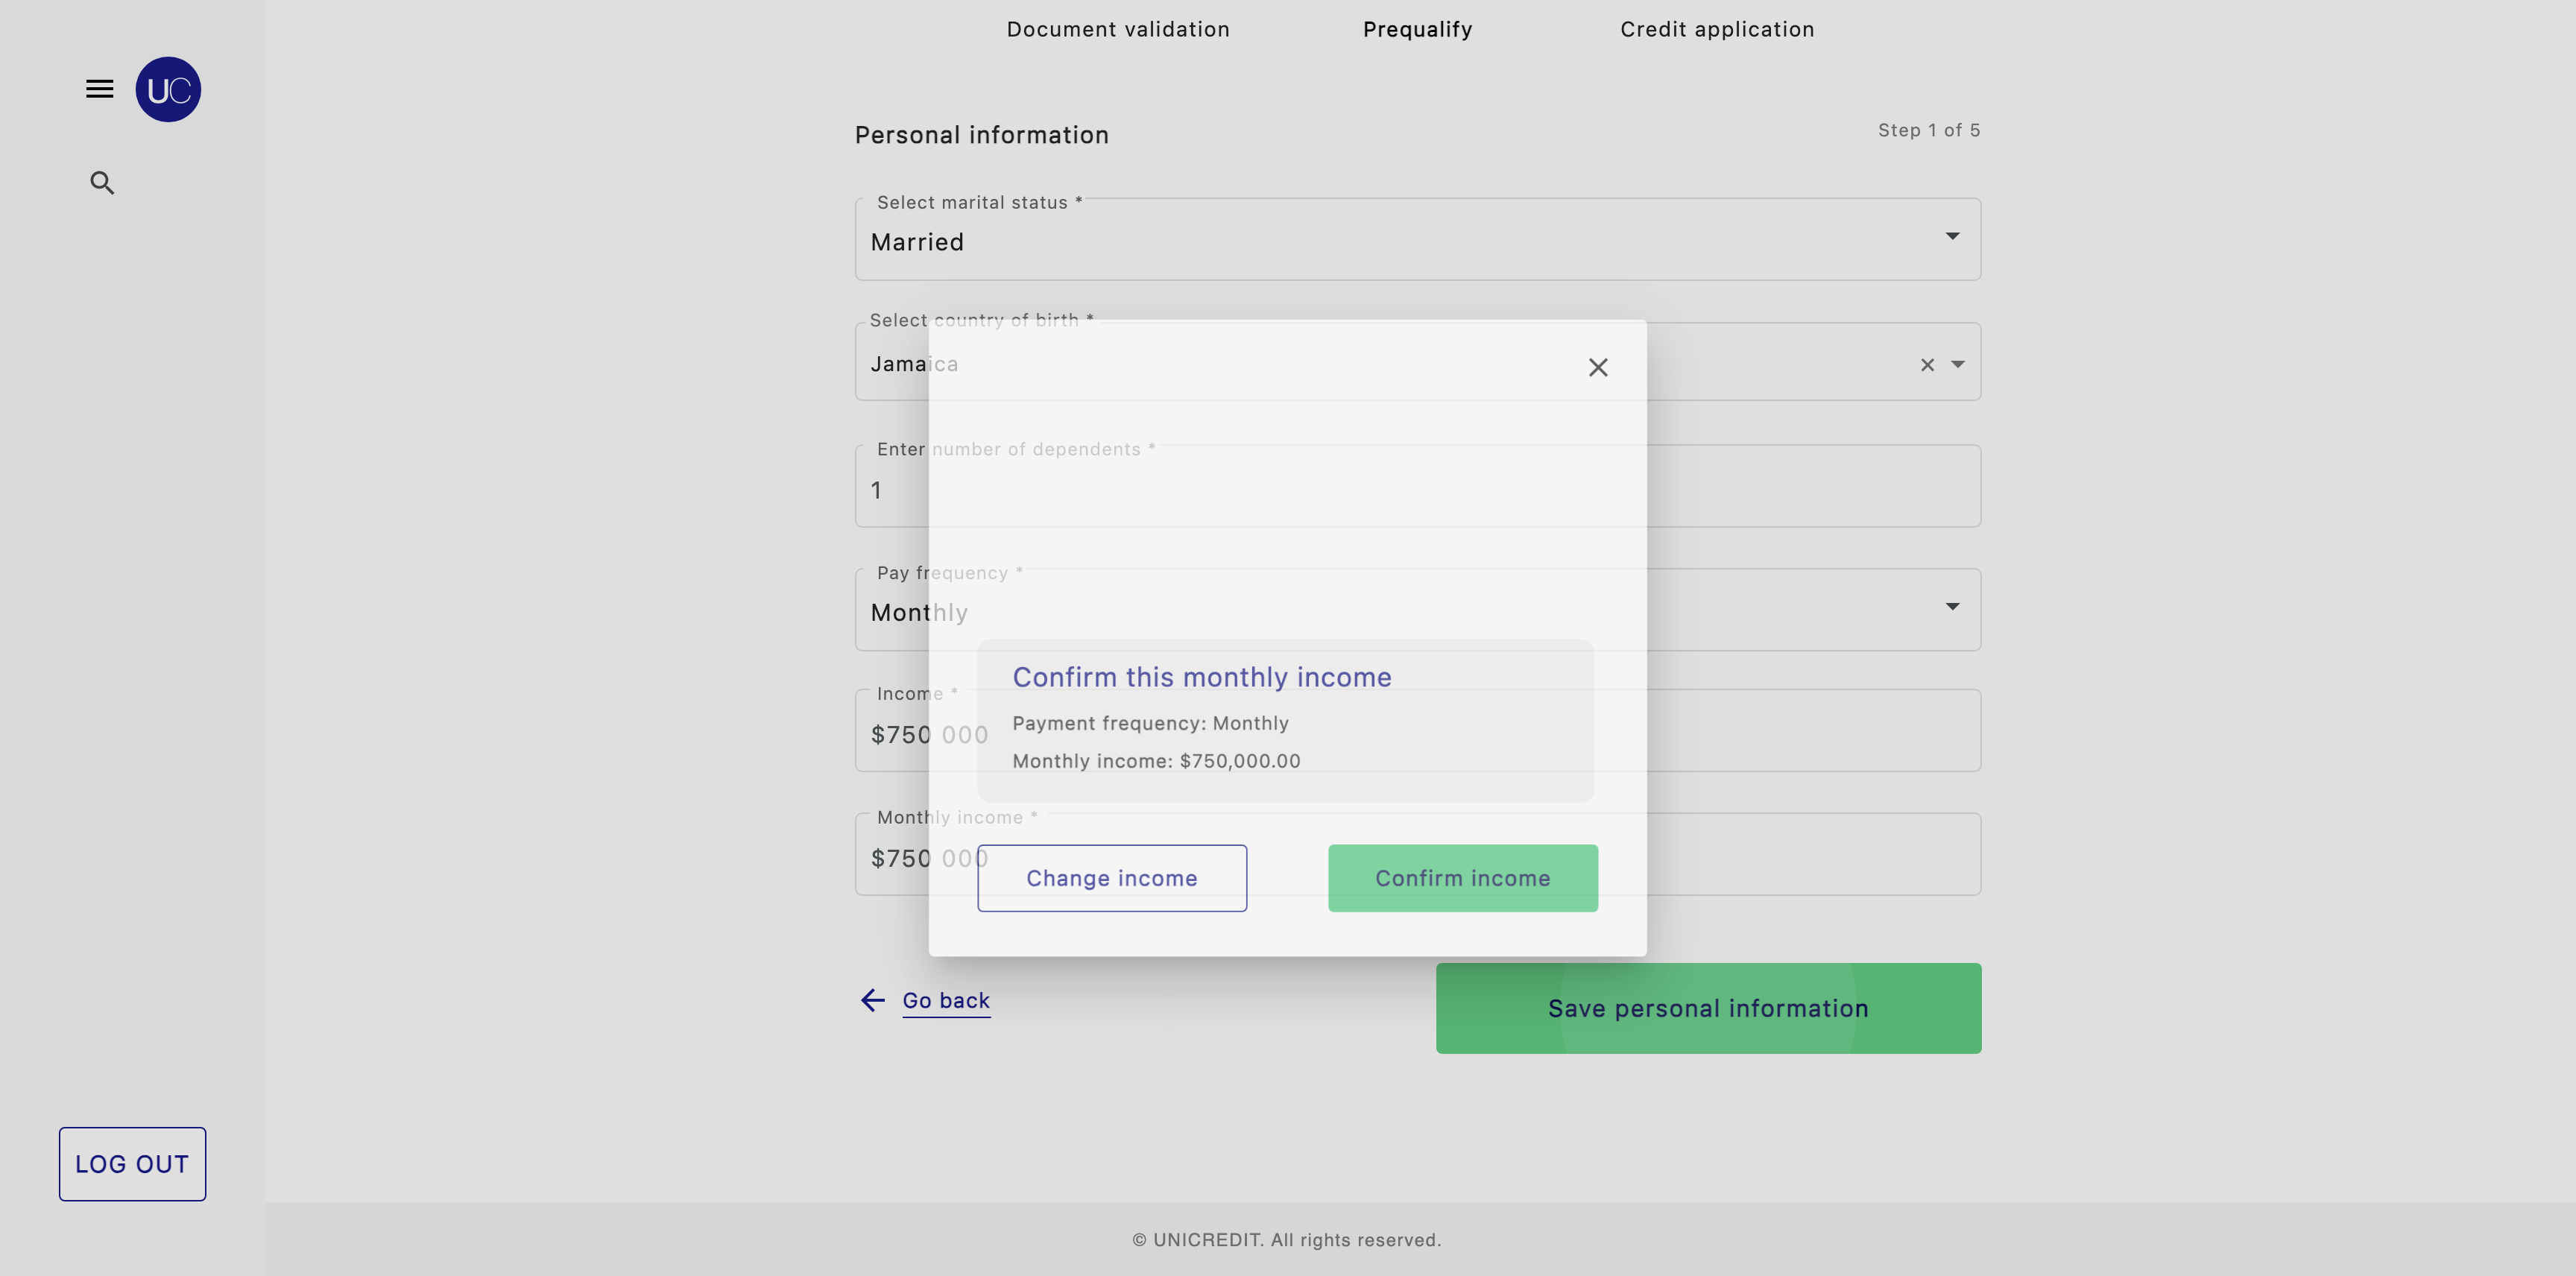 Document validation
Prequalify
Credit application
UC
Personal information
Step 1 of 5
Select marital status *
Married
Select country of birth *
Jamaica
Enter number of dependents *
1
Pay frequency *
Monthly
Confirm this monthly income
Income *
Payment frequency: Monthly
$750 000
Monthly income: $750,000.00
Monthly income *
$750 000
Change income
Confirm income
Go back
Save personal information
LOG OUT
© UNICREDIT. All rights reserved.